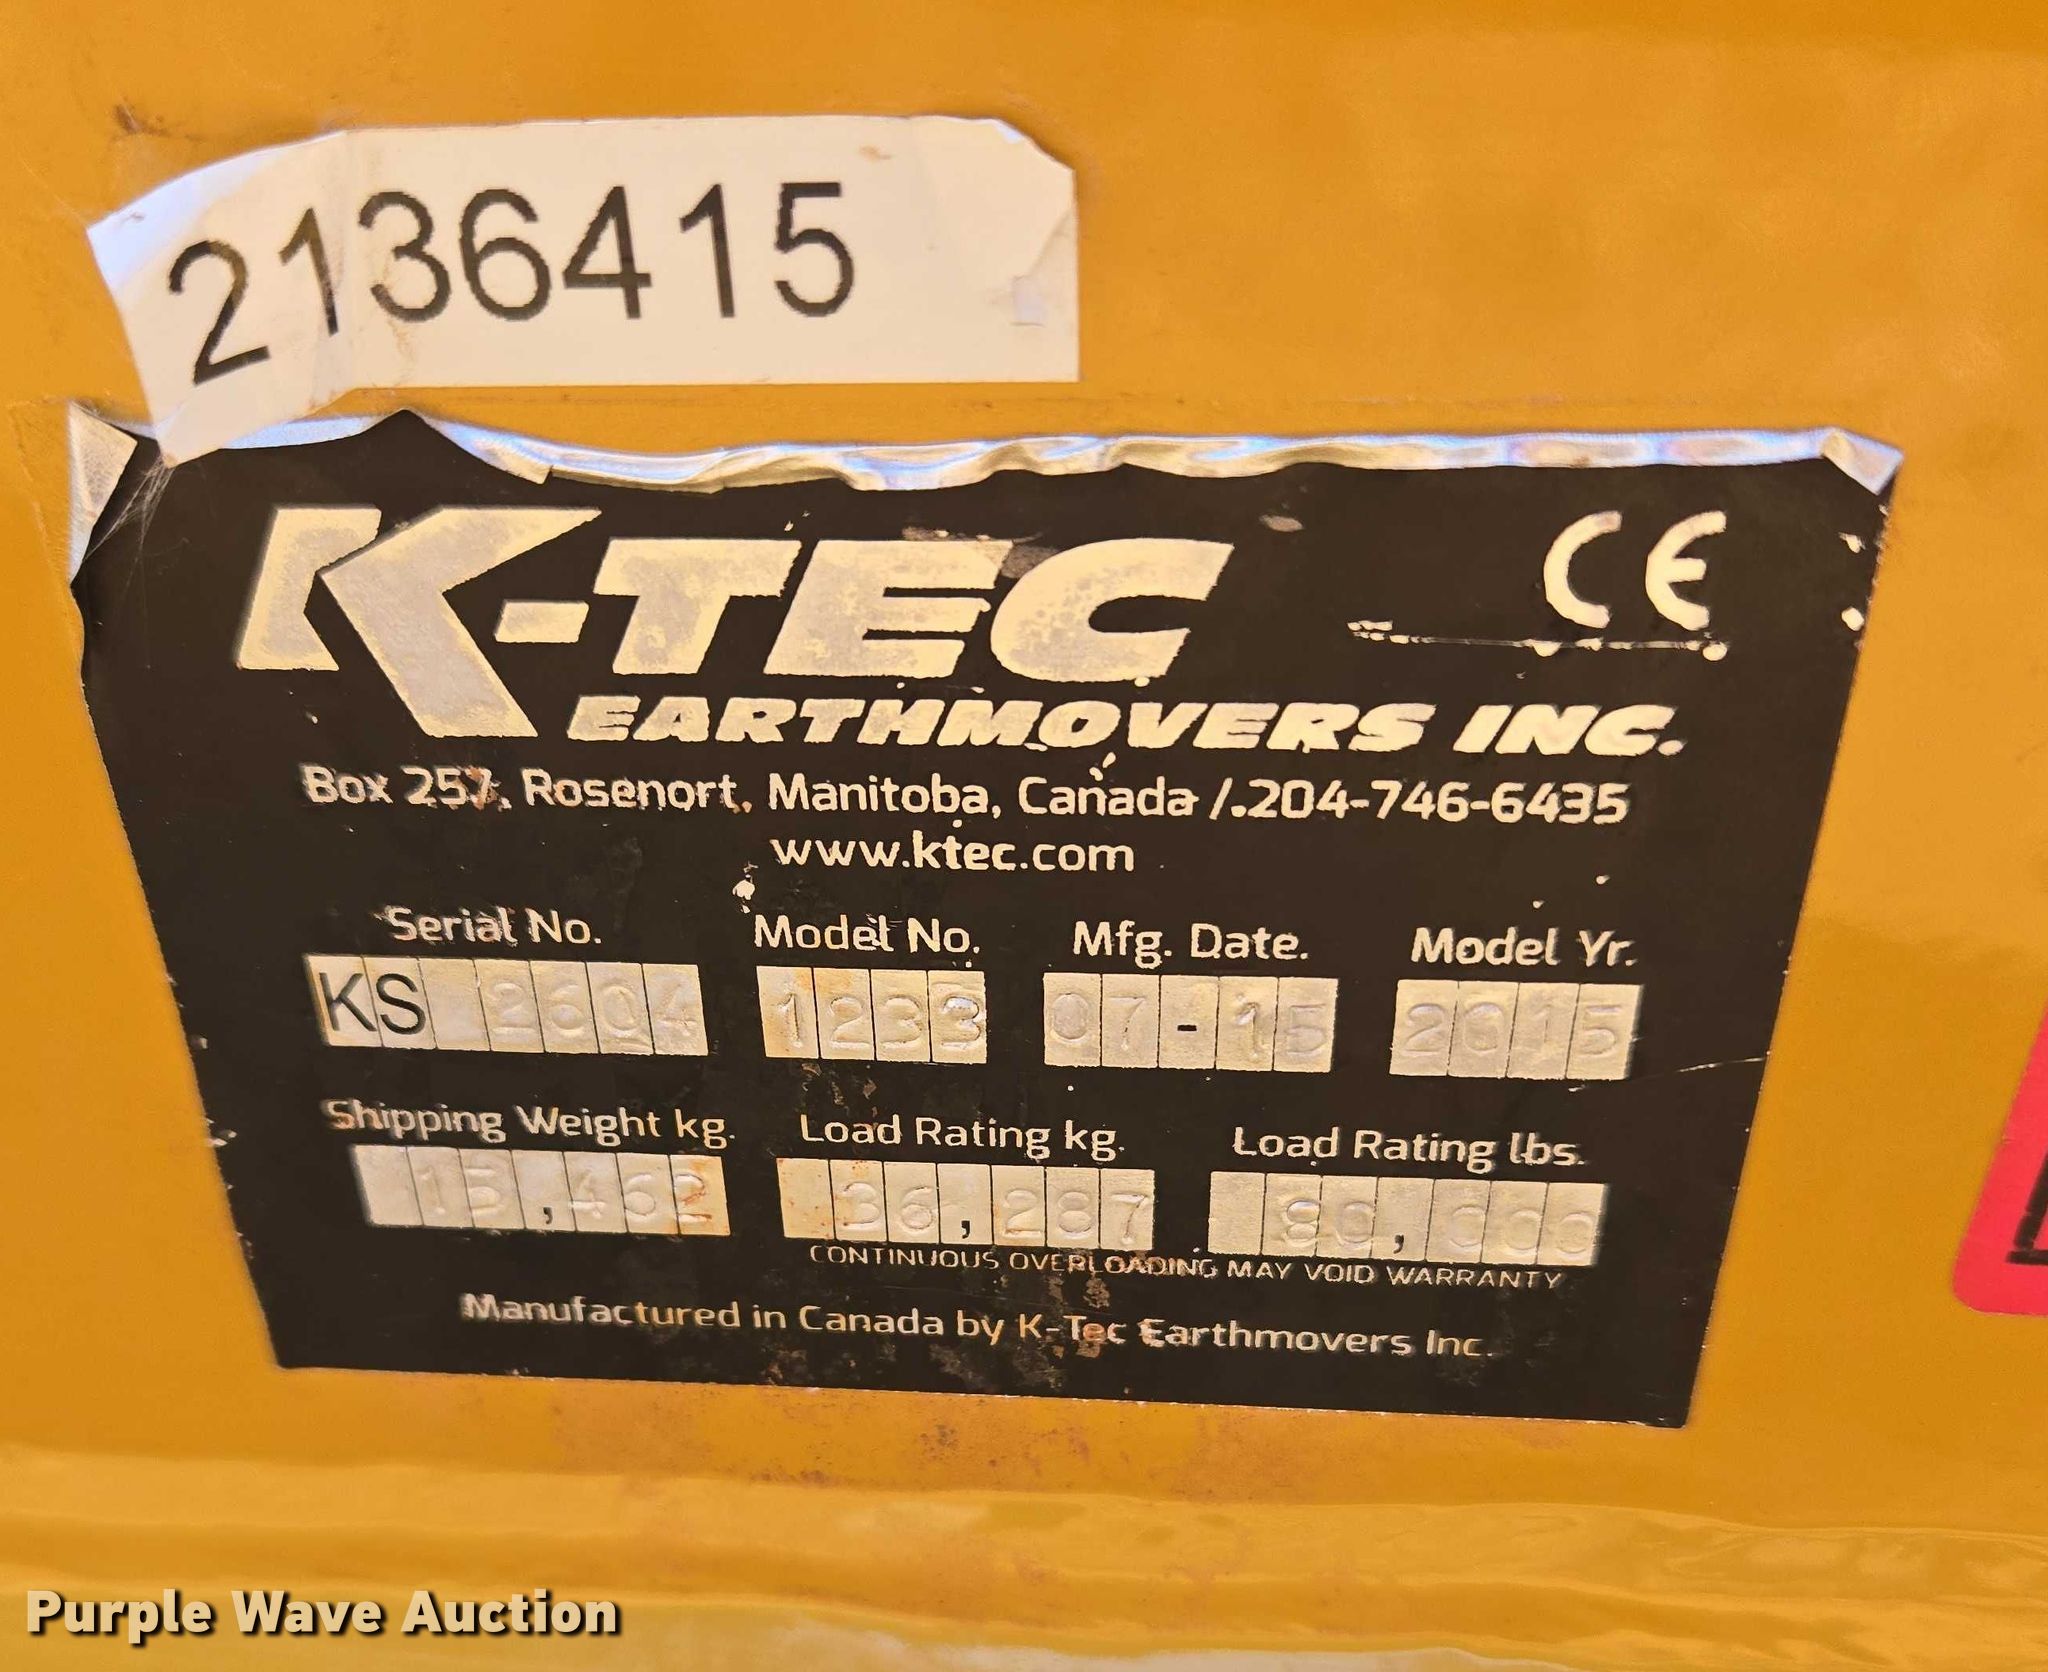 2136415
K-TEC
CE
EARTHMOVERS INC.
Box 257, Rosenort, Manitoba, Canada / 204-746-6435
www.ktec.com
Serial No. Model No. Mfg. Date. Model Yr.
KS 2604 1233 07-15 2015
Shipping Weight kg. Load Rating kg. Load Rating lbs.
15,462 36,287 80,000
CONTINUOUS OVERLOADING MAY VOID WARRANTY
Manufactured in Canada by K-Tec Earthmovers Inc.
Purple Wave Auction